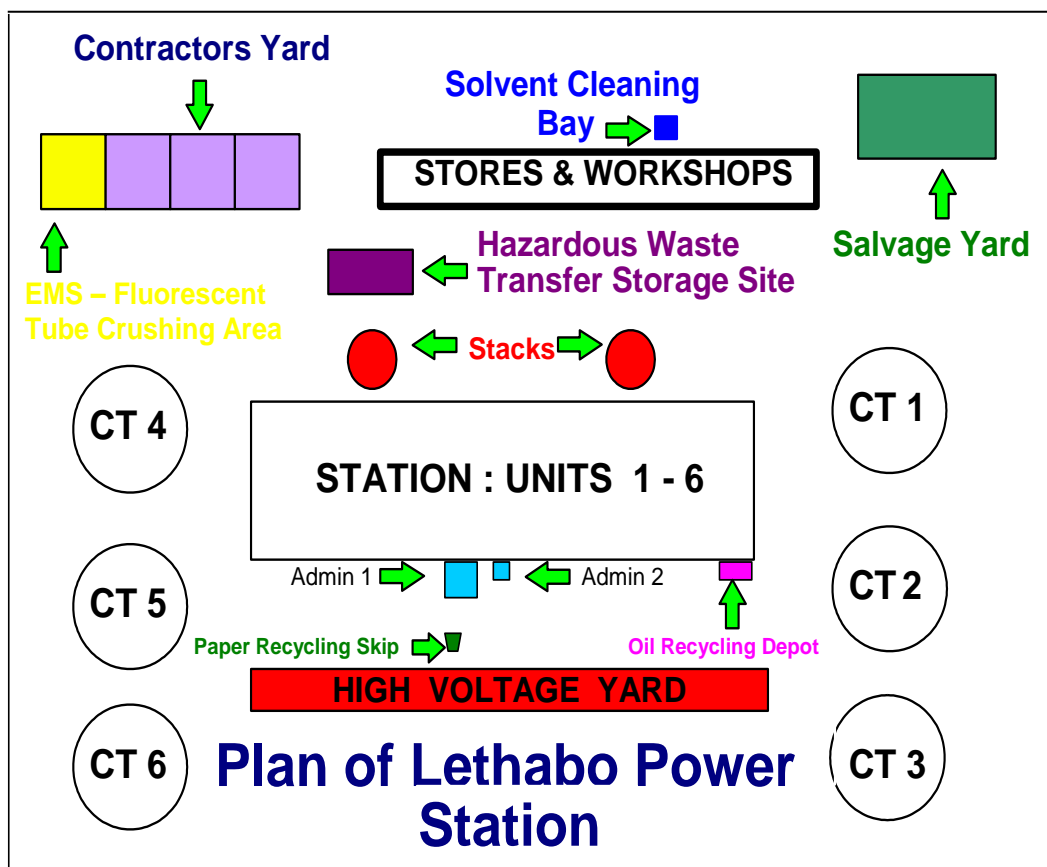 Contractors Yard
Solvent Cleaning
Bay
STORES & WORKSHOPS
Hazardous Waste
Transfer Storage Site
Salvage Yard
EMS – Fluorescent
Tube Crushing Area
Stacks
CT 4
CT 1
STATION : UNITS 1 - 6
Admin 1
Admin 2
CT 5
CT 2
Paper Recycling Skip
Oil Recycling Depot
HIGH VOLTAGE YARD
CT 6
CT 3
Plan of Lethabo Power
Station